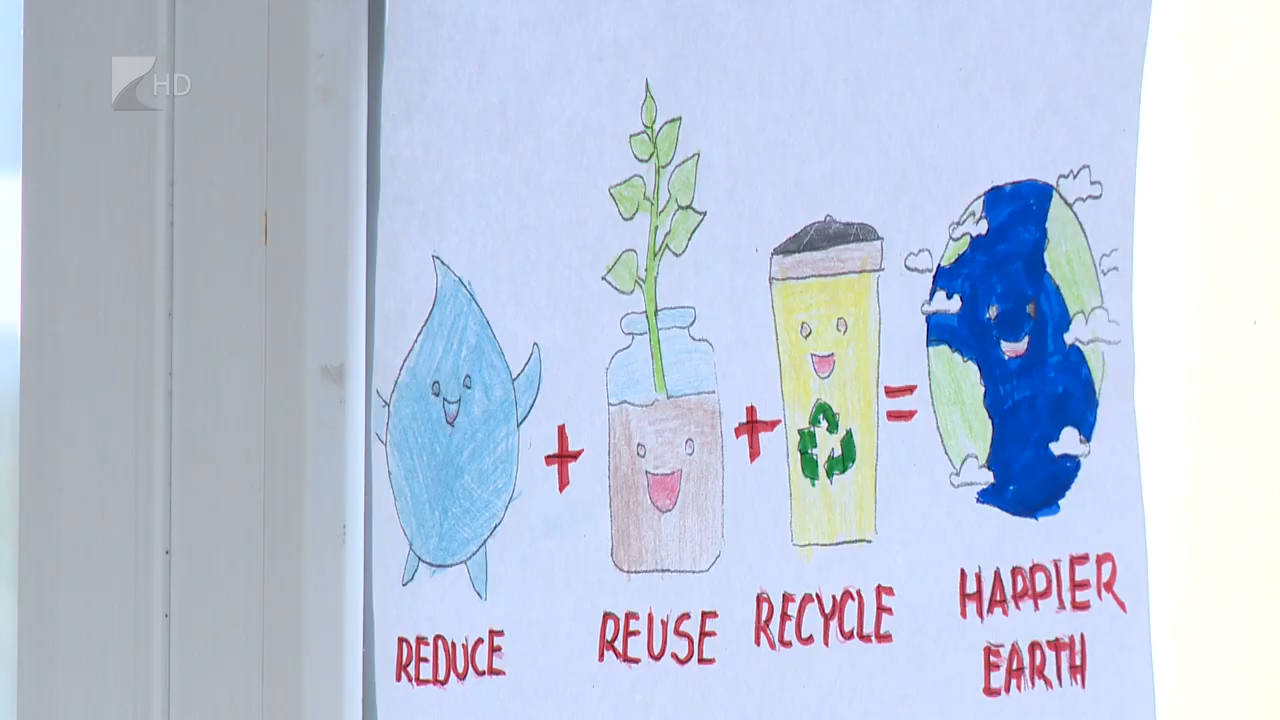 HD
+
+
=
REDUCE
REUSE
RECYCLE
HAPPIER
EARTH